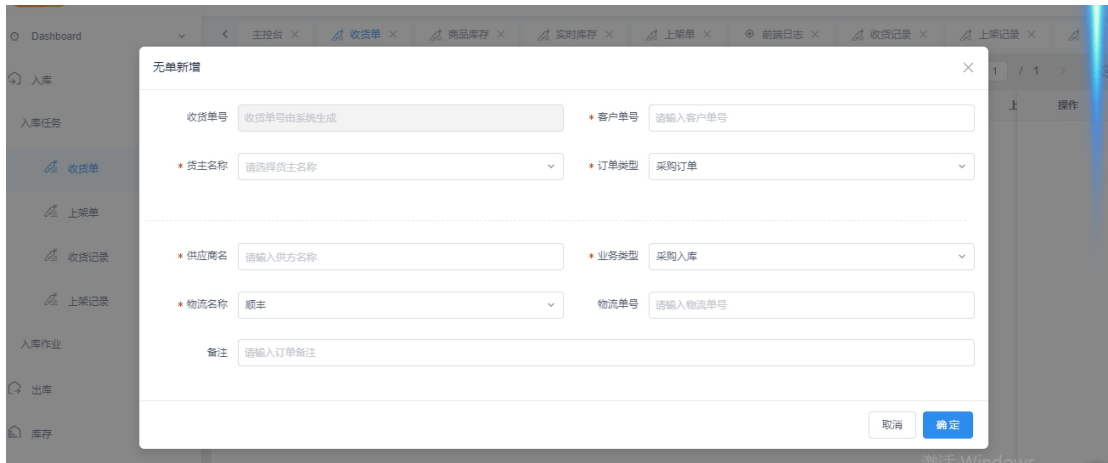 Dashboard
主控台 × 收货单 × 商品库存 × 实时库存 × 上架单 × 前端日志 × 收货记录 × 上架记录 ×
无单新增
1 / 1
入库
收货单号 收货单号由系统生成 * 客户单号 请输入客户单号
上 操作
入库任务
* 货主名称 请选择货主名称 * 订单类型 采购订单
收货单
上架单
* 供应商名 请输入供方名称 * 业务类型 采购入库
收货记录
* 物流名称 顺丰 物流单号 请输入物流单号
上架记录
备注 请输入订单备注
入库作业
出库
取消 确定
库存
激活 Windows